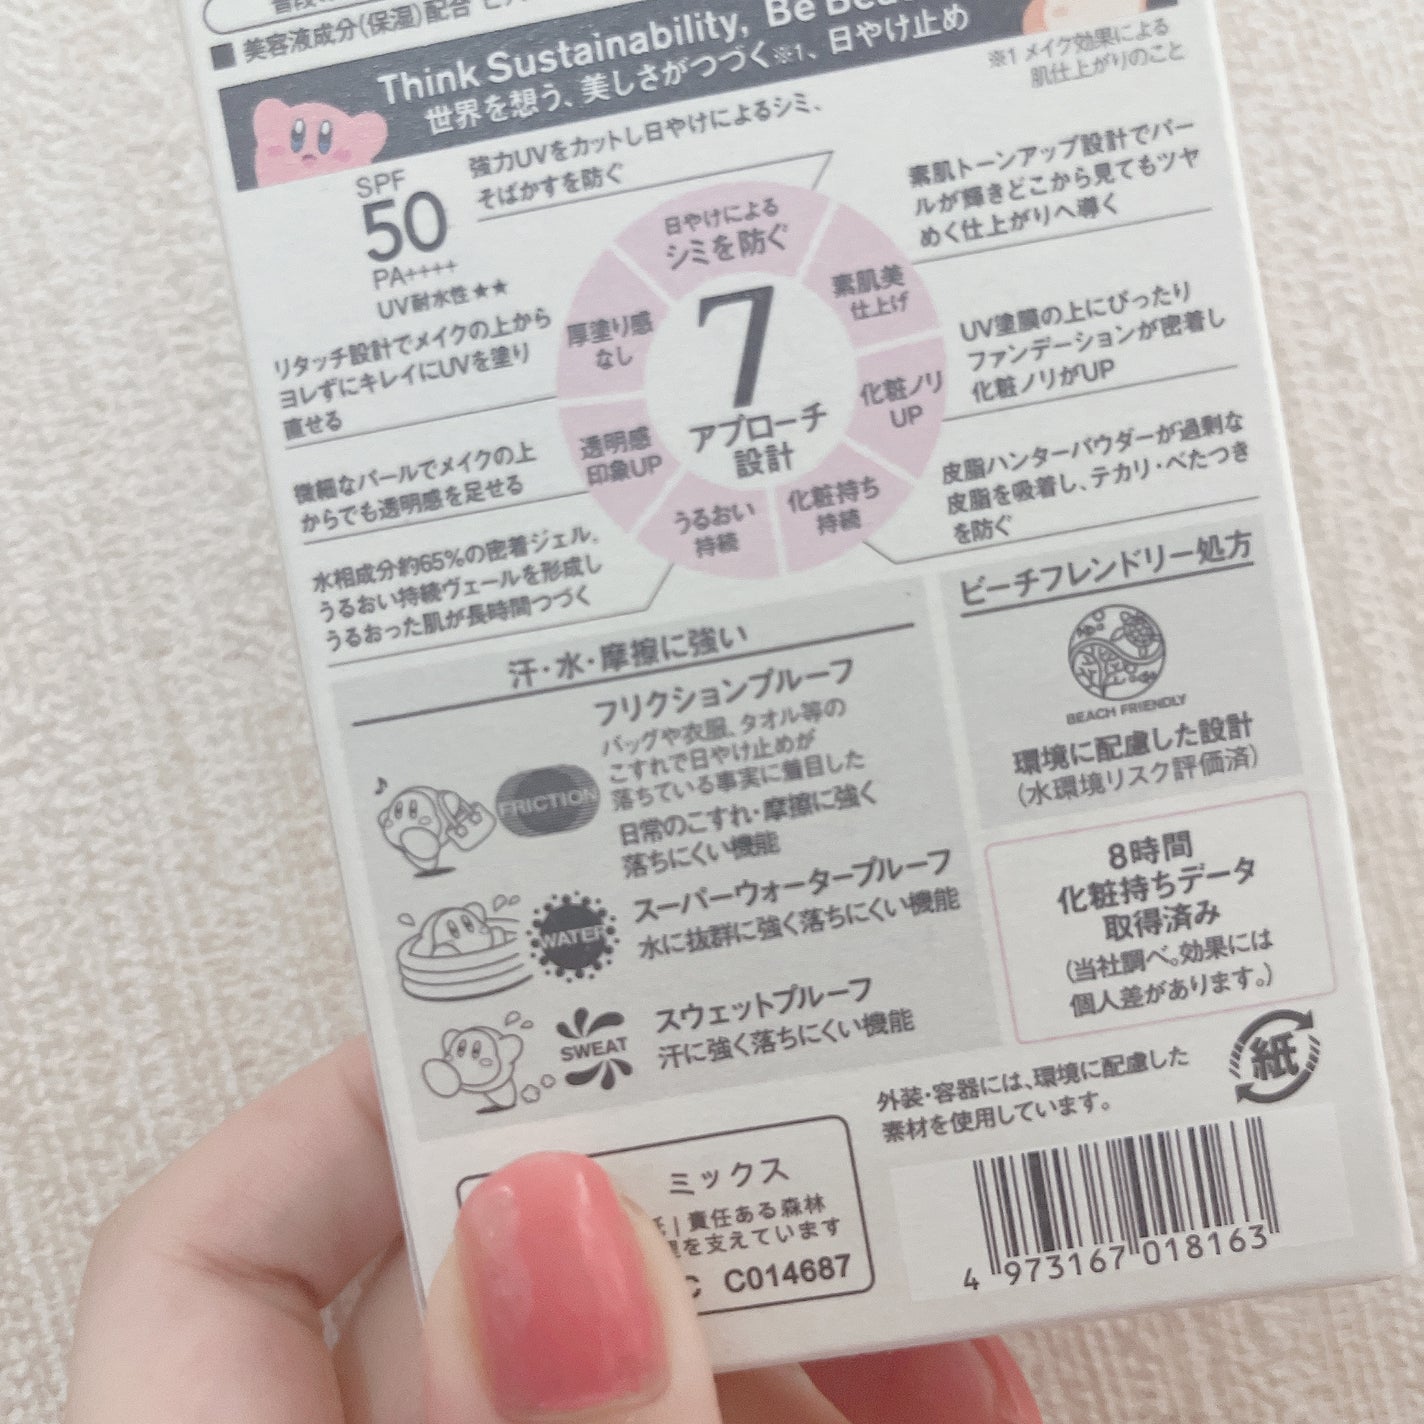 ■ 美容液成分(保湿)配合
Think Sustainability, Be
世界を想う、美しさがつづく※1、日やけ止め
※1 メイク効果による
肌仕上がりのこと
SPF
50
PA++++
UV耐水性★★
強力UVをカットし日やけによるシミ、
そばかすを防ぐ
素肌トーンアップ設計でパー
ルが輝きどこから見てもツヤ
めく仕上がりへ導く
リタッチ設計でメイクの上から
ヨレずにキレイにUVを塗り
直せる
UV塗膜の上にぴったり
ファンデーションが密着し
化粧ノリがUP
微細なパールでメイクの上
からでも透明感を足せる
皮脂ハンターパウダーが過剰な
皮脂を吸着し、テカリ・べたつき
を防ぐ
水相成分約65%の密着ジェル。
うるおい持続ヴェールを形成し
うるおった肌が長時間つづく
日やけによる
シミを防ぐ
素肌美
仕上げ
化粧ノリ
UP
化粧持ち
持続
うるおい
持続
透明感
印象UP
厚塗り感
なし
7
アプローチ
設計
汗・水・摩擦に強い
フリクションプルーフ
バッグや衣服、タオル等の
こすれで日やけ止めが
落ちている事実に着目した
日常のこすれ・摩擦に強く
落ちにくい機能
FRICTION
スーパーウォータープルーフ
水に抜群に強く落ちにくい機能
WATER
スウェットプルーフ
汗に強く落ちにくい機能
SWEAT
ビーチフレンドリー処方
BEACH FRIENDLY
環境に配慮した設計
(水環境リスク評価済)
8時間
化粧持ちデータ
取得済み
(当社調べ。効果には
個人差があります。)
外装・容器には、環境に配慮した
素材を使用しています。
紙
ミックス
| 責任ある森林
を支えています
C014687
4 973167 018163